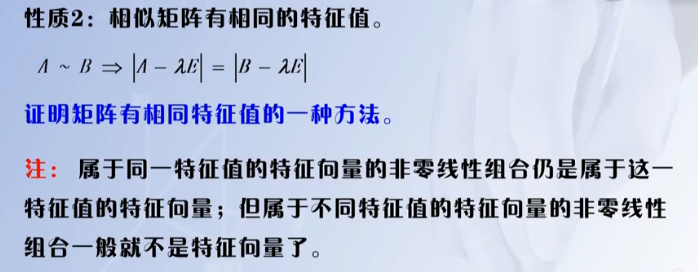 性质2：相似矩阵有相同的特征值。
A ~ B ⇒ |A − λE| = |B − λE|
证明矩阵有相同特征值的一种方法。
注： 属于同一特征值的特征向量的非零线性组合仍是属于这一
特征值的特征向量；但属于不同特征值的特征向量的非零线性
组合一般就不是特征向量了。